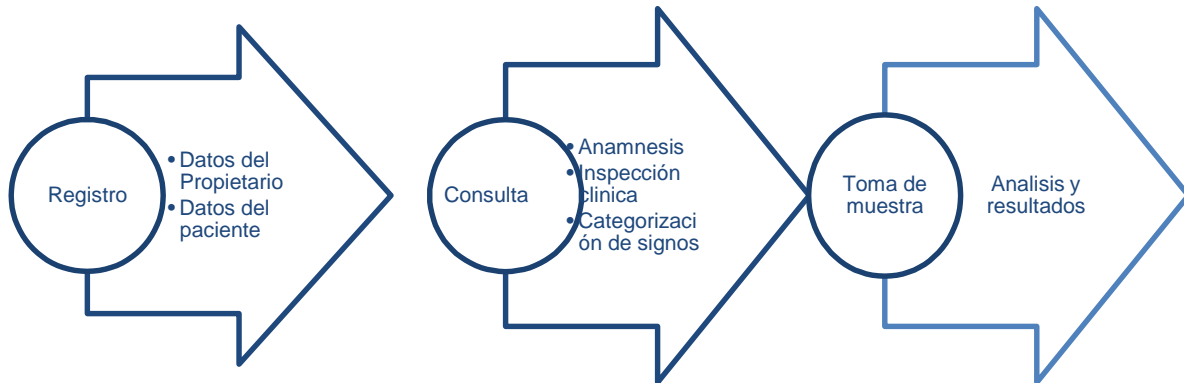 Registro
• Datos del
Propietario
• Datos del
paciente
Consulta
• Anamnesis
• Inspección
clinica
• Categorizaci
ón de signos
Toma de
muestra
Analisis y
resultados